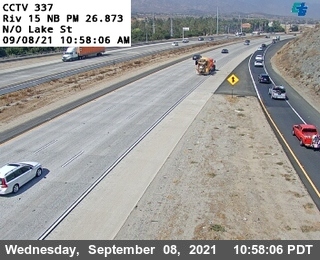 CCTV 337
Riv 15 NB PM 26.873
N/O Lake St
09/08/21 10:58:06 AM
Wednesday, September 08, 2021 10:58:06 PDT